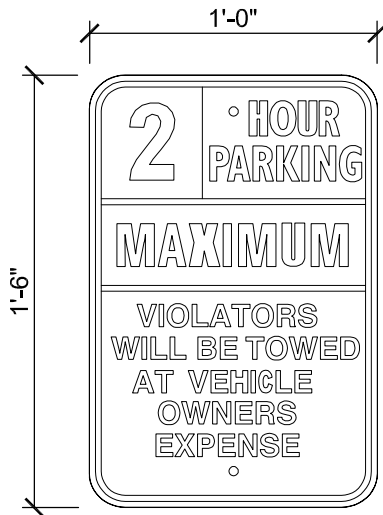 1'-0"
1'-6"
2 HOUR
PARKING
MAXIMUM
VIOLATORS
WILL BE TOWED
AT VEHICLE
OWNERS
EXPENSE